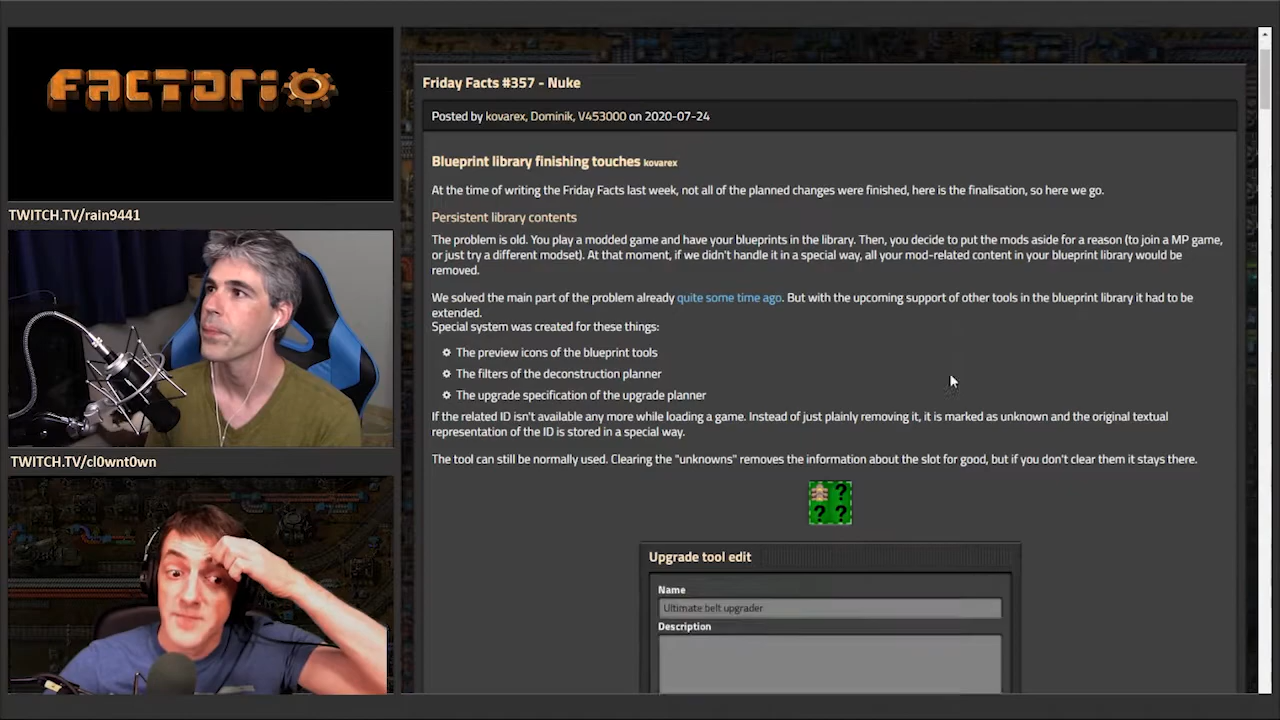 FACTORIO
TWITCH.TV/rain9441
TWITCH.TV/cl0wnt0wn
Friday Facts #357 - Nuke
Posted by kovarex, Dominik, V453000 on 2020-07-24
Blueprint library finishing touches kovarex
At the time of writing the Friday Facts last week, not all of the planned changes were finished, here is the finalisation, so here we go.
Persistent library contents
The problem is old. You play a modded game and have your blueprints in the library. Then, you decide to put the mods aside for a reason (to join a MP game,
or just try a different modset). At that moment, if we didn't handle it in a special way, all your mod-related content in your blueprint library would be
removed.
We solved the main part of the problem already quite some time ago. But with the upcoming support of other tools in the blueprint library it had to be
extended.
Special system was created for these things:
The preview icons of the blueprint tools
The filters of the deconstruction planner
The upgrade specification of the upgrade planner
If the related ID isn't available any more while loading a game. Instead of just plainly removing it, it is marked as unknown and the original textual
representation of the ID is stored in a special way.
The tool can still be normally used. Clearing the "unknowns" removes the information about the slot for good, but if you don't clear them it stays there.
?
? ?
Upgrade tool edit
Name
Ultimate belt upgrader
Description